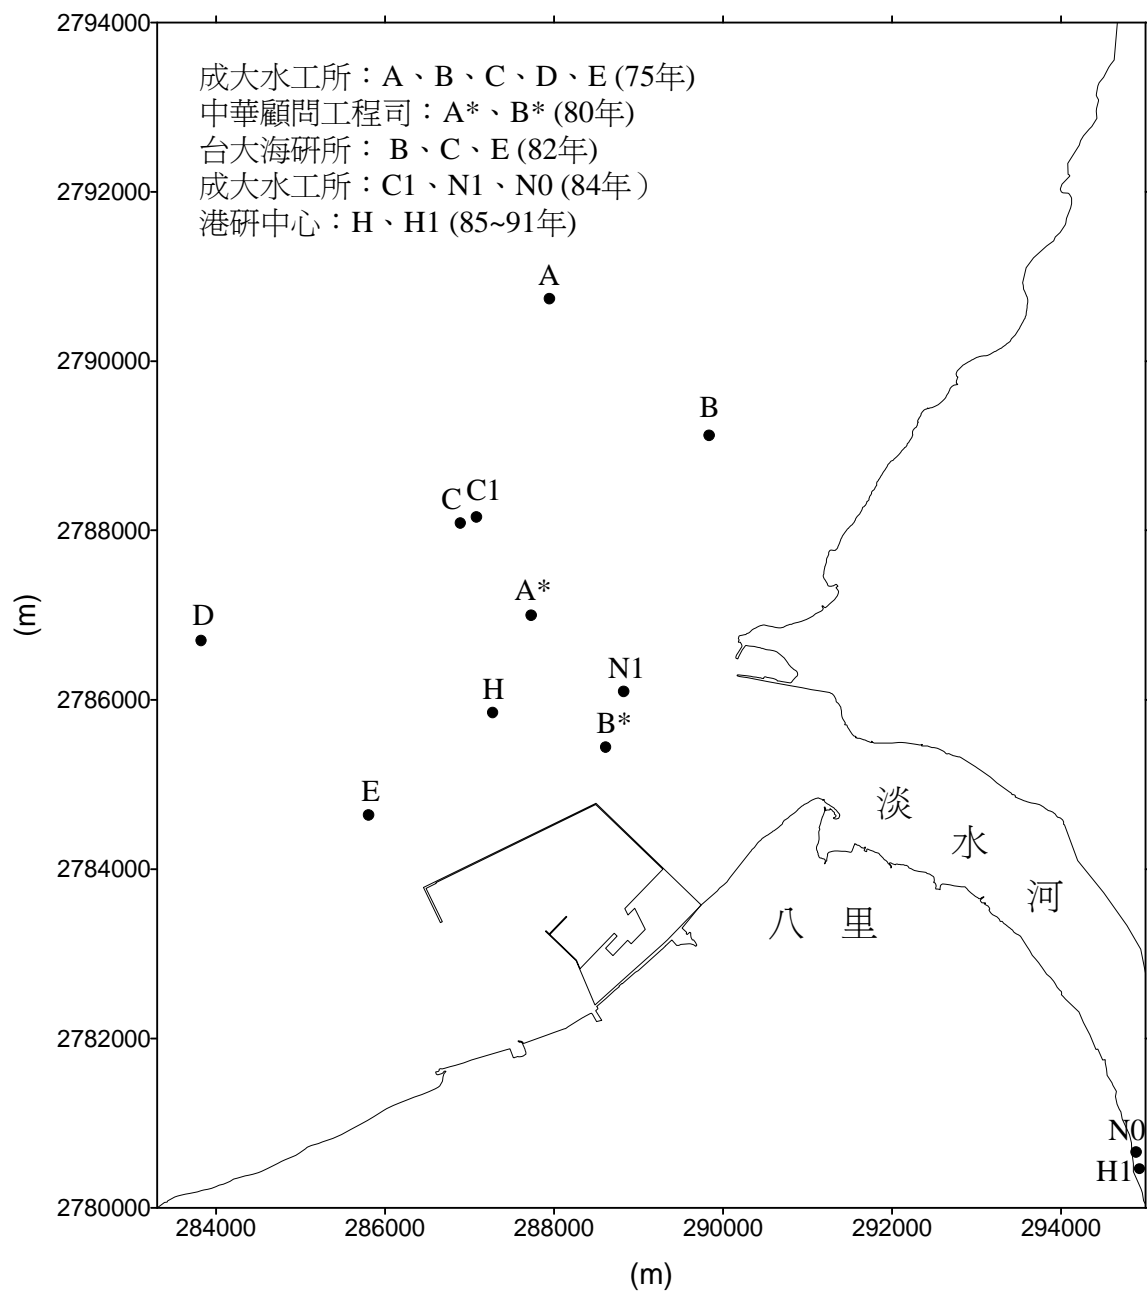 2794000
成大水工所：A、B、C、D、E (75年)
中華顧問工程司：A*、B* (80年)
台大海研所： B、C、E (82年)
成大水工所：C1、N1、N0 (84年）
港研中心：H、H1 (85~91年)
2792000
A
2790000
B
C C1
2788000
A*
D
(m)
N1
H
2786000
B*
E
淡
水
河
2784000
八 里
2782000
N0
H1
2780000
284000 286000 288000 290000 292000 294000
(m)